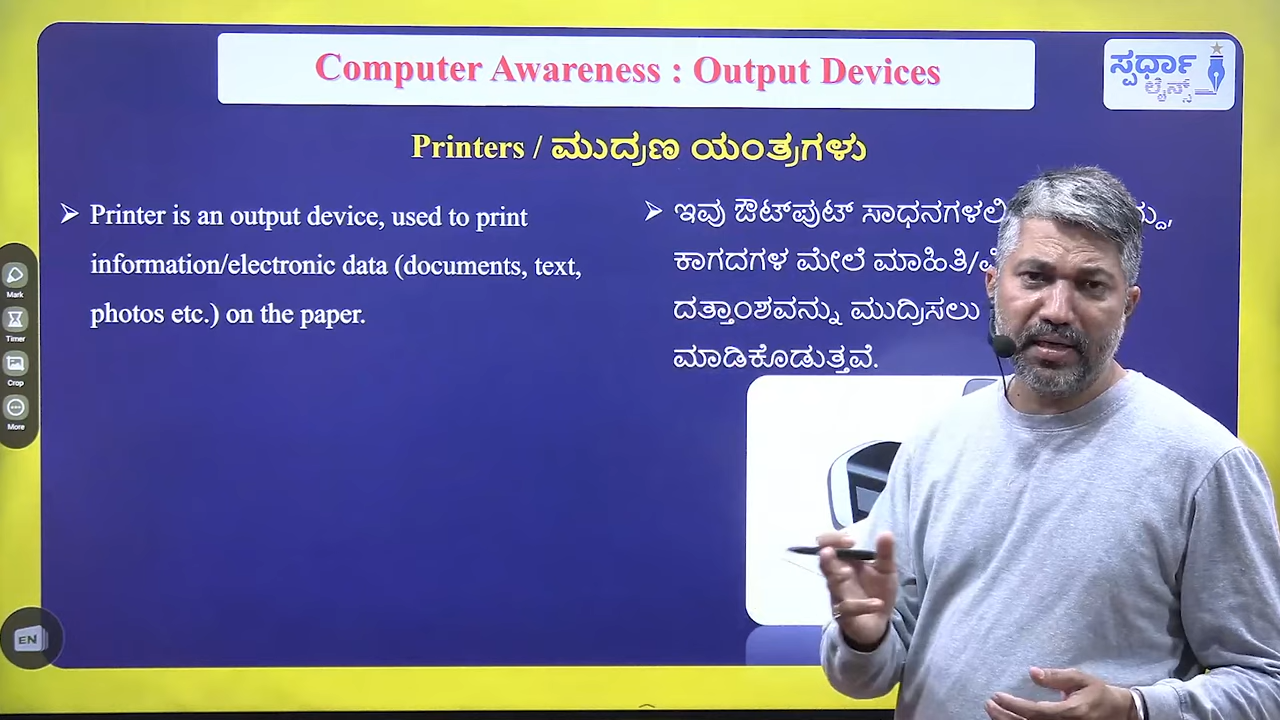 Computer Awareness : Output Devices
ಸ್ಪರ್ಧಾ
ಲೈನ್ಸ್
Printers / ಮುದ್ರಣ ಯಂತ್ರಗಳು
➢ Printer is an output device, used to print
information/electronic data (documents, text,
photos etc.) on the paper.
➢ ಇವು ಔಟ್‌ಪುಟ್ ಸಾಧನಗಳಲ್ಲಿ
ಕಾಗದಗಳ ಮೇಲೆ ಮಾಹಿತಿ/
ದತ್ತಾಂಶವನ್ನು ಮುದ್ರಿಸಲು
ಮಾಡಿಕೊಡುತ್ತವೆ.
Mark
Timer
Crop
More
EN